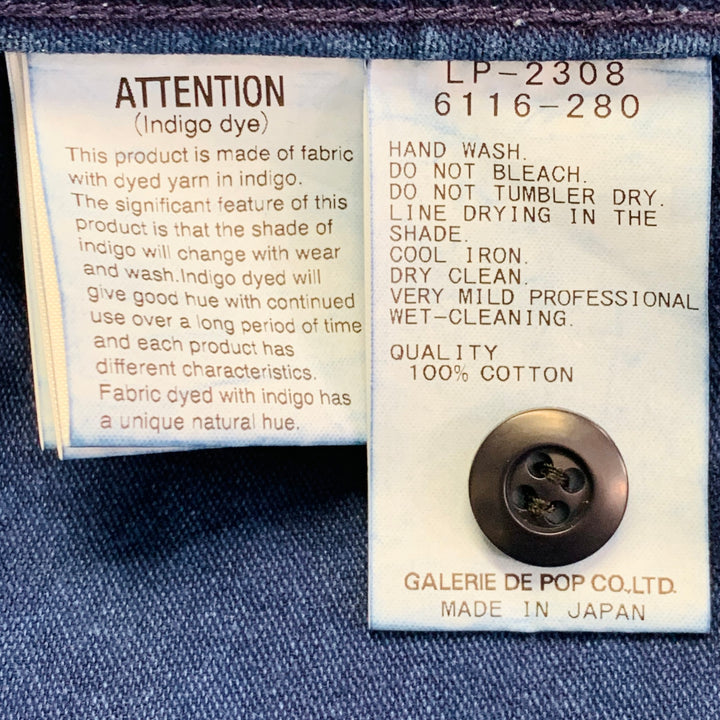 ATTENTION
(Indigo dye)
This product is made of fabric
with dyed yarn in indigo.
The significant feature of this
product is that the shade of
indigo will change with wear
and wash.Indigo dyed will
give good hue with continued
use over a long period of time
and each product has
different characteristics.
Fabric dyed with indigo has
a unique natural hue.
LP-2308
6116-280
HAND WASH.
DO NOT BLEACH.
DO NOT TUMBLER DRY.
LINE DRYING IN THE
SHADE.
COOL IRON.
DRY CLEAN.
VERY MILD PROFESSIONAL
WET-CLEANING.
QUALITY
100% COTTON
GALERIE DE POP CO.,LTD.
MADE IN JAPAN